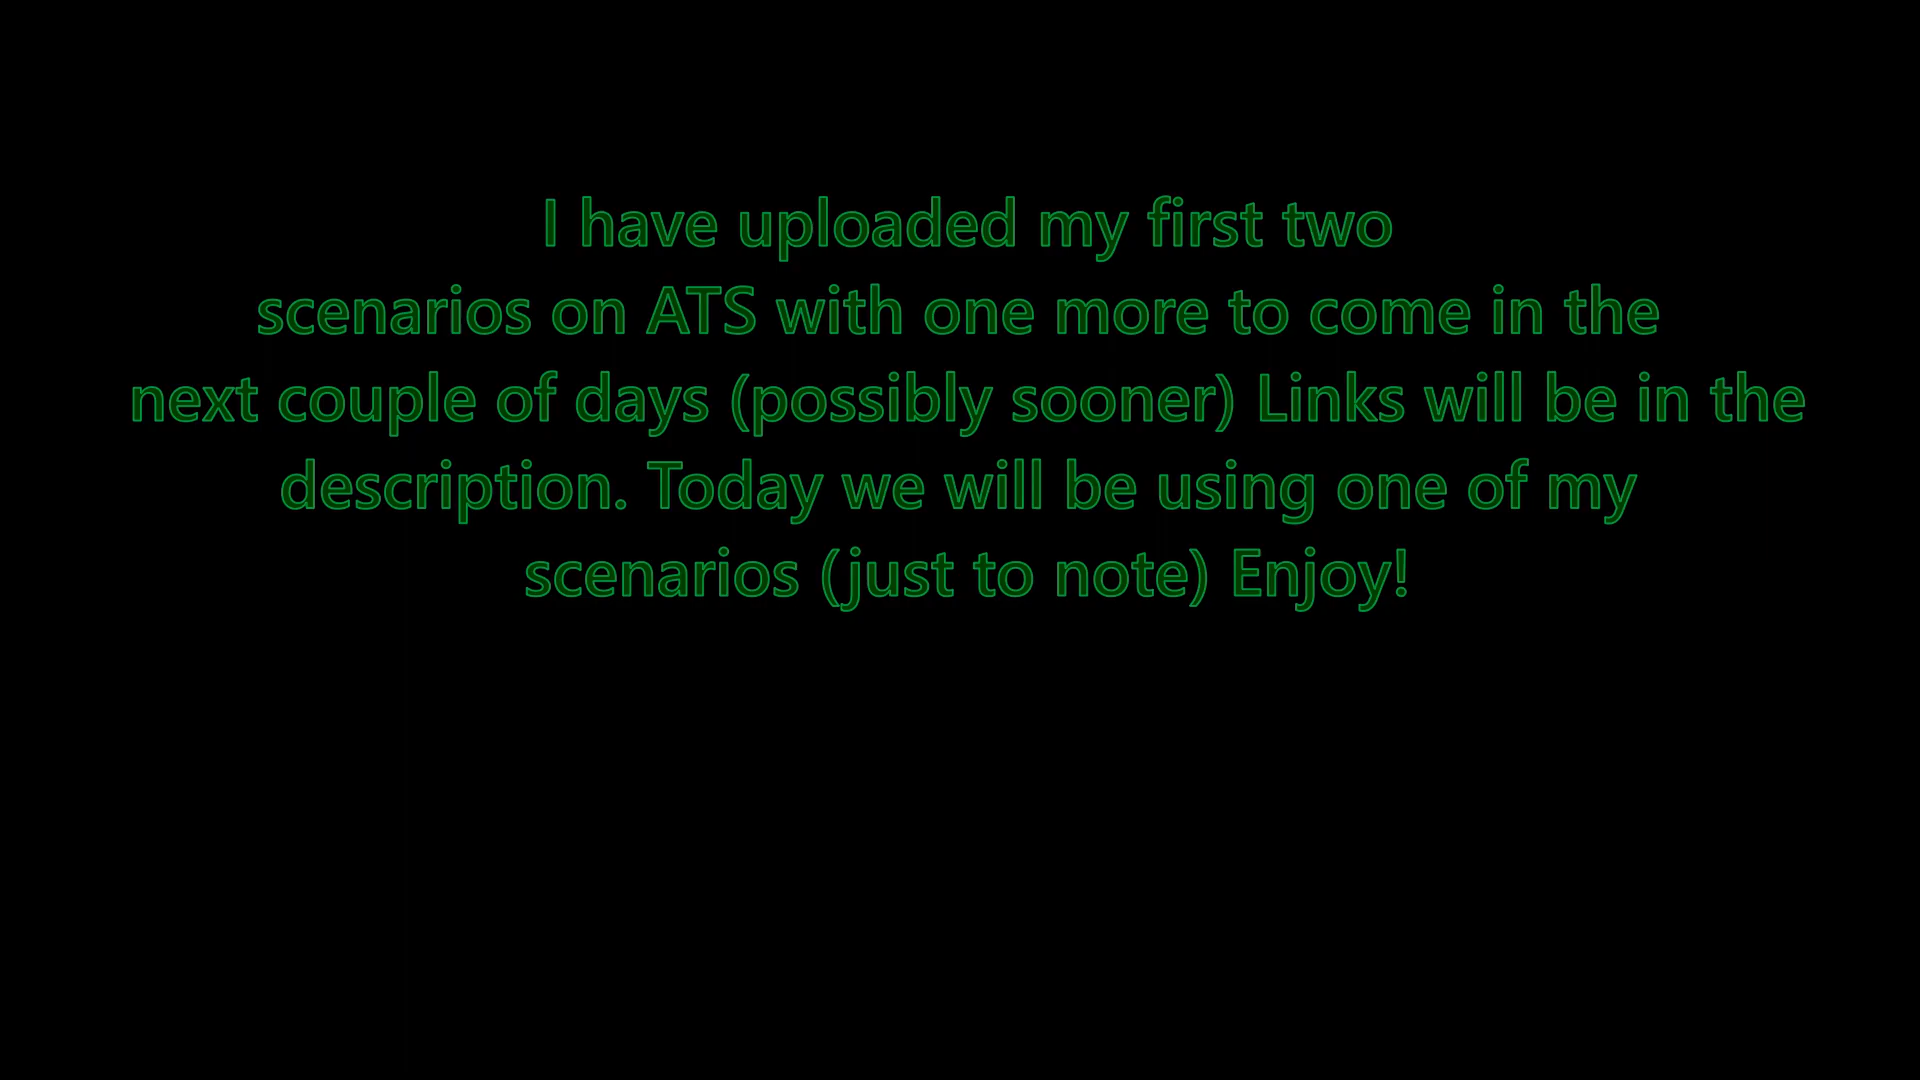 I have uploaded my first two
scenarios on ATS with one more to come in the
next couple of days (possibly sooner) Links will be in the
description. Today we will be using one of my
scenarios (just to note) Enjoy!